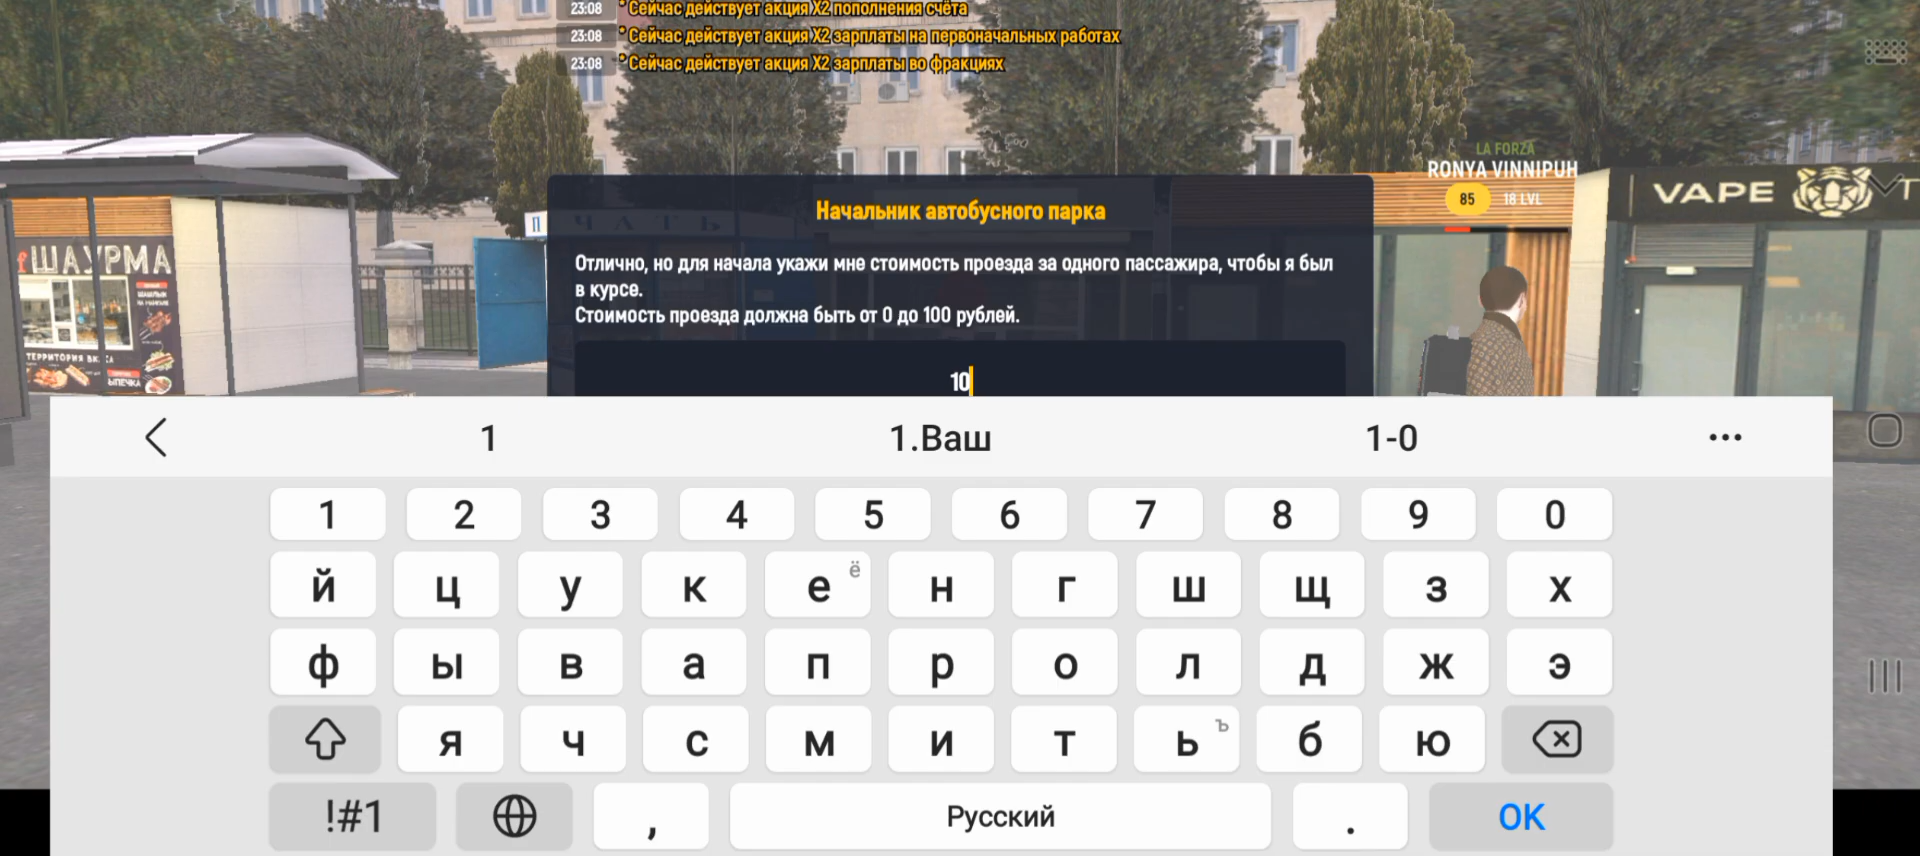 23:08 * Сейчас действует акция X2 пополнения счёта
23:08 * Сейчас действует акция X2 зарплаты на первоначальных работах
23:08 * Сейчас действует акция X2 зарплаты во фракциях
LA FORZA
RONYA VINNIPUH
85 18 LVL
VAPE
ШАУРМА
ТЕРРИТОРИЯ
ЫПЕЧКА
П ЧАТЬ
Начальник автобусного парка
Отлично, но для начала укажи мне стоимость проезда за одного пассажира, чтобы я был
в курсе.
Стоимость проезда должна быть от 0 до 100 рублей.
10
1 1.Ваш 1-0 ...
1 2 3 4 5 6 7 8 9 0
й ц у к е ё н г ш щ з х
ф ы в а п р о л д ж э
я ч с м и т ь ъ б ю
!#1 , Русский . OK